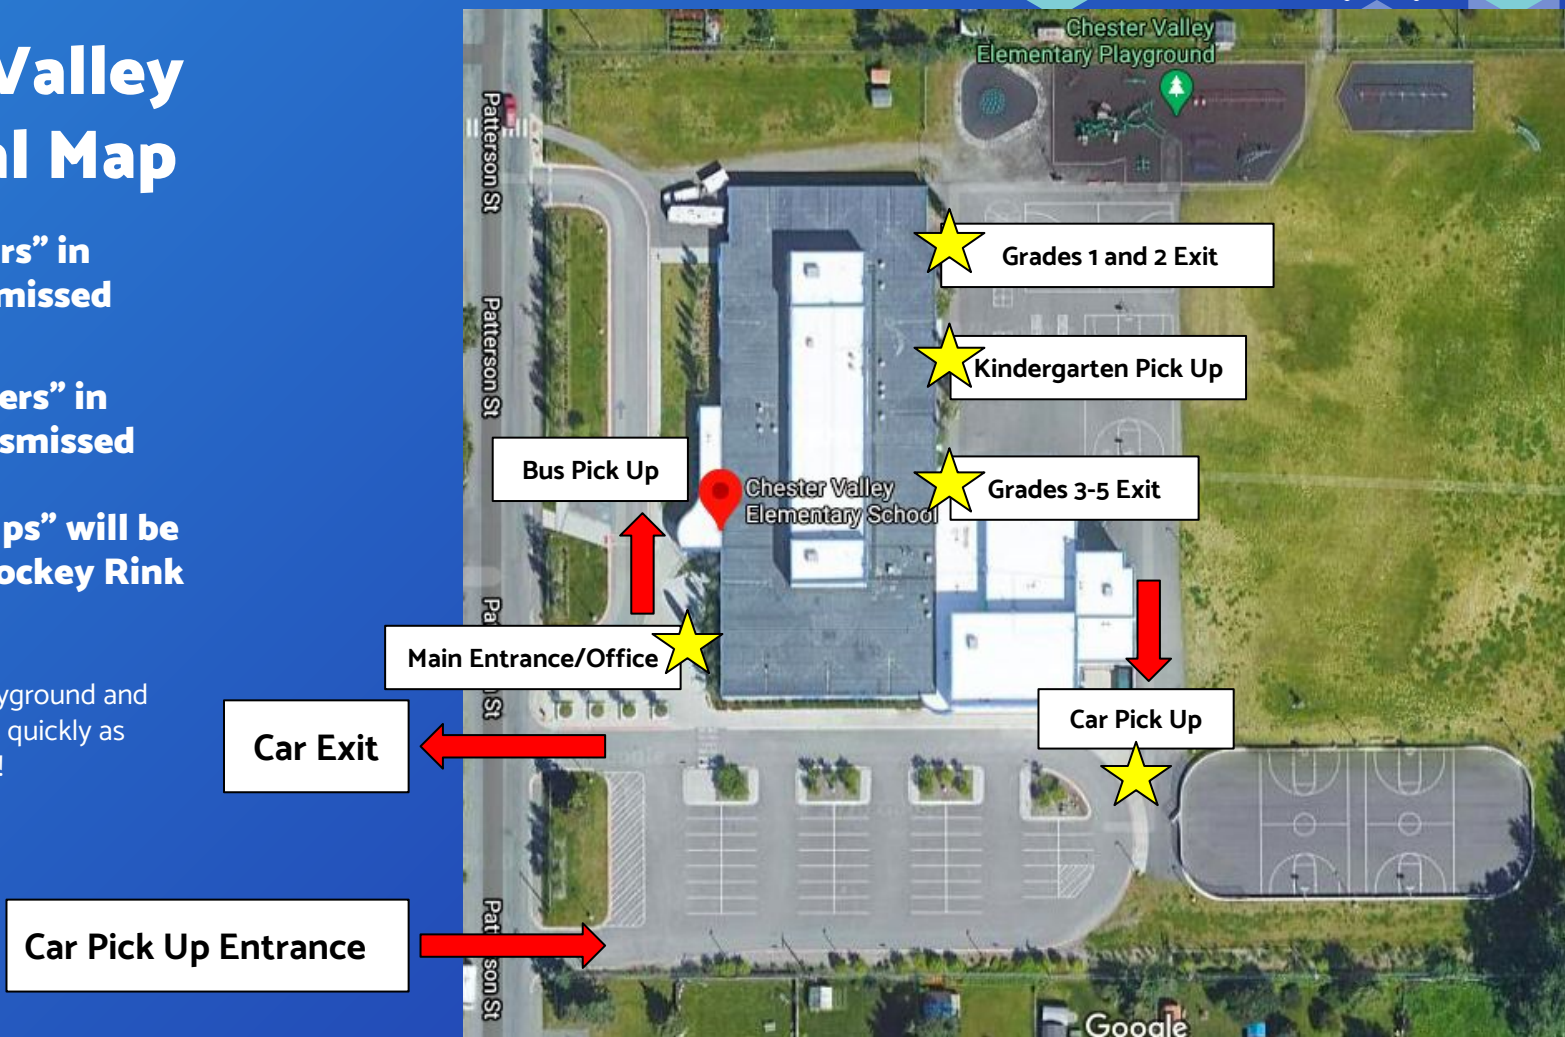 Valley
al Map
rs” in
missed
ers” in
smissed
ps” will be
ockey Rink
yground and
quickly as
!
Chester Valley
Elementary Playground
Patterson St
Grades 1 and 2 Exit
Patterson St
Kindergarten Pick Up
Bus Pick Up
Chester Valley
Elementary School
Grades 3-5 Exit
Main Entrance/Office
Car Pick Up
Car Exit
Car Pick Up Entrance
Google